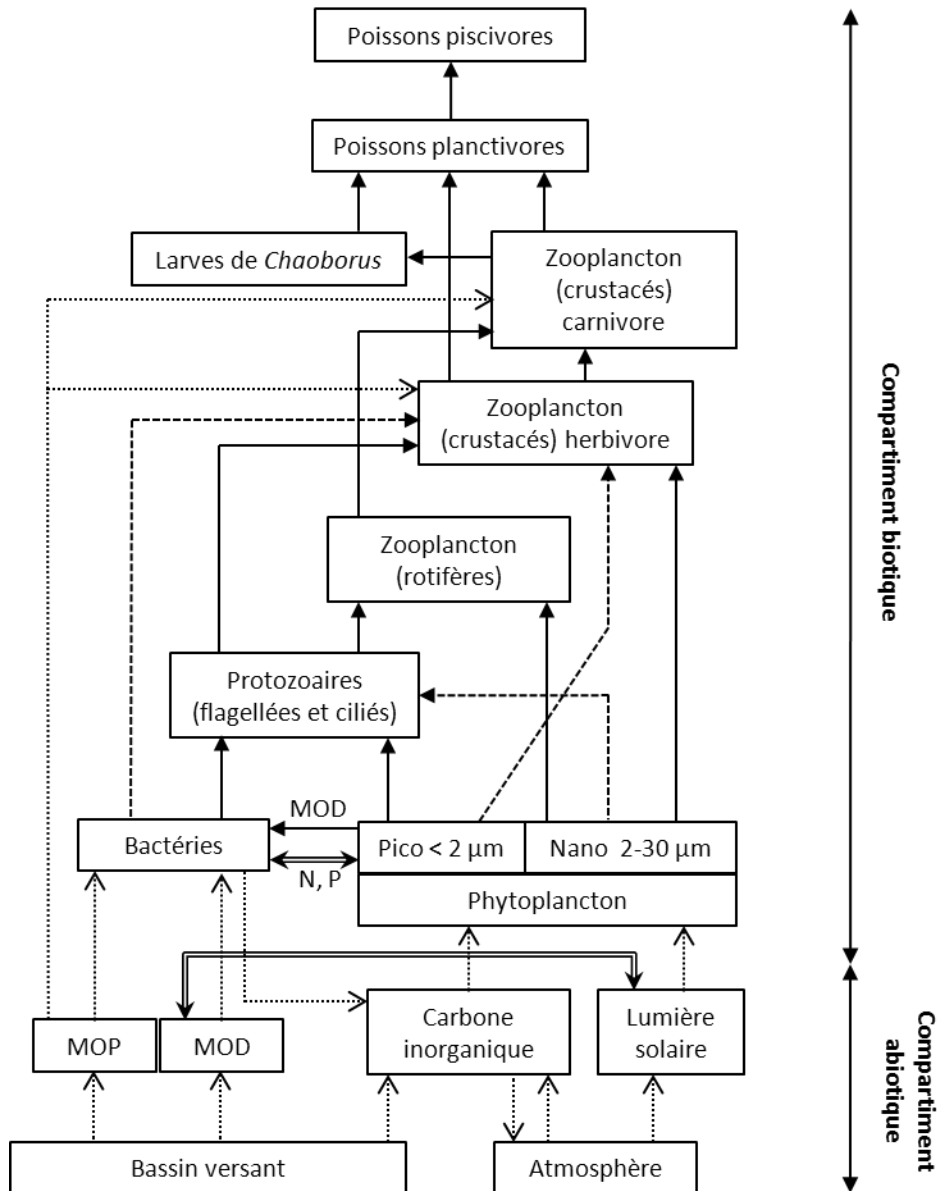 Poissons piscivores
Poissons planctivores
Larves de Chaoborus
Zooplancton
(crustacés)
carnivore
Zooplancton
(crustacés) herbivore
Zooplancton
(rotifères)
Protozoaires
(flagellées et ciliés)
MOD
Bactéries
N, P
Pico < 2 µm
Nano 2-30 µm
Phytoplancton
MOP
MOD
Carbone
inorganique
Lumière
solaire
Bassin versant
Atmosphère
Compartiment biotique
Compartiment
abiotique